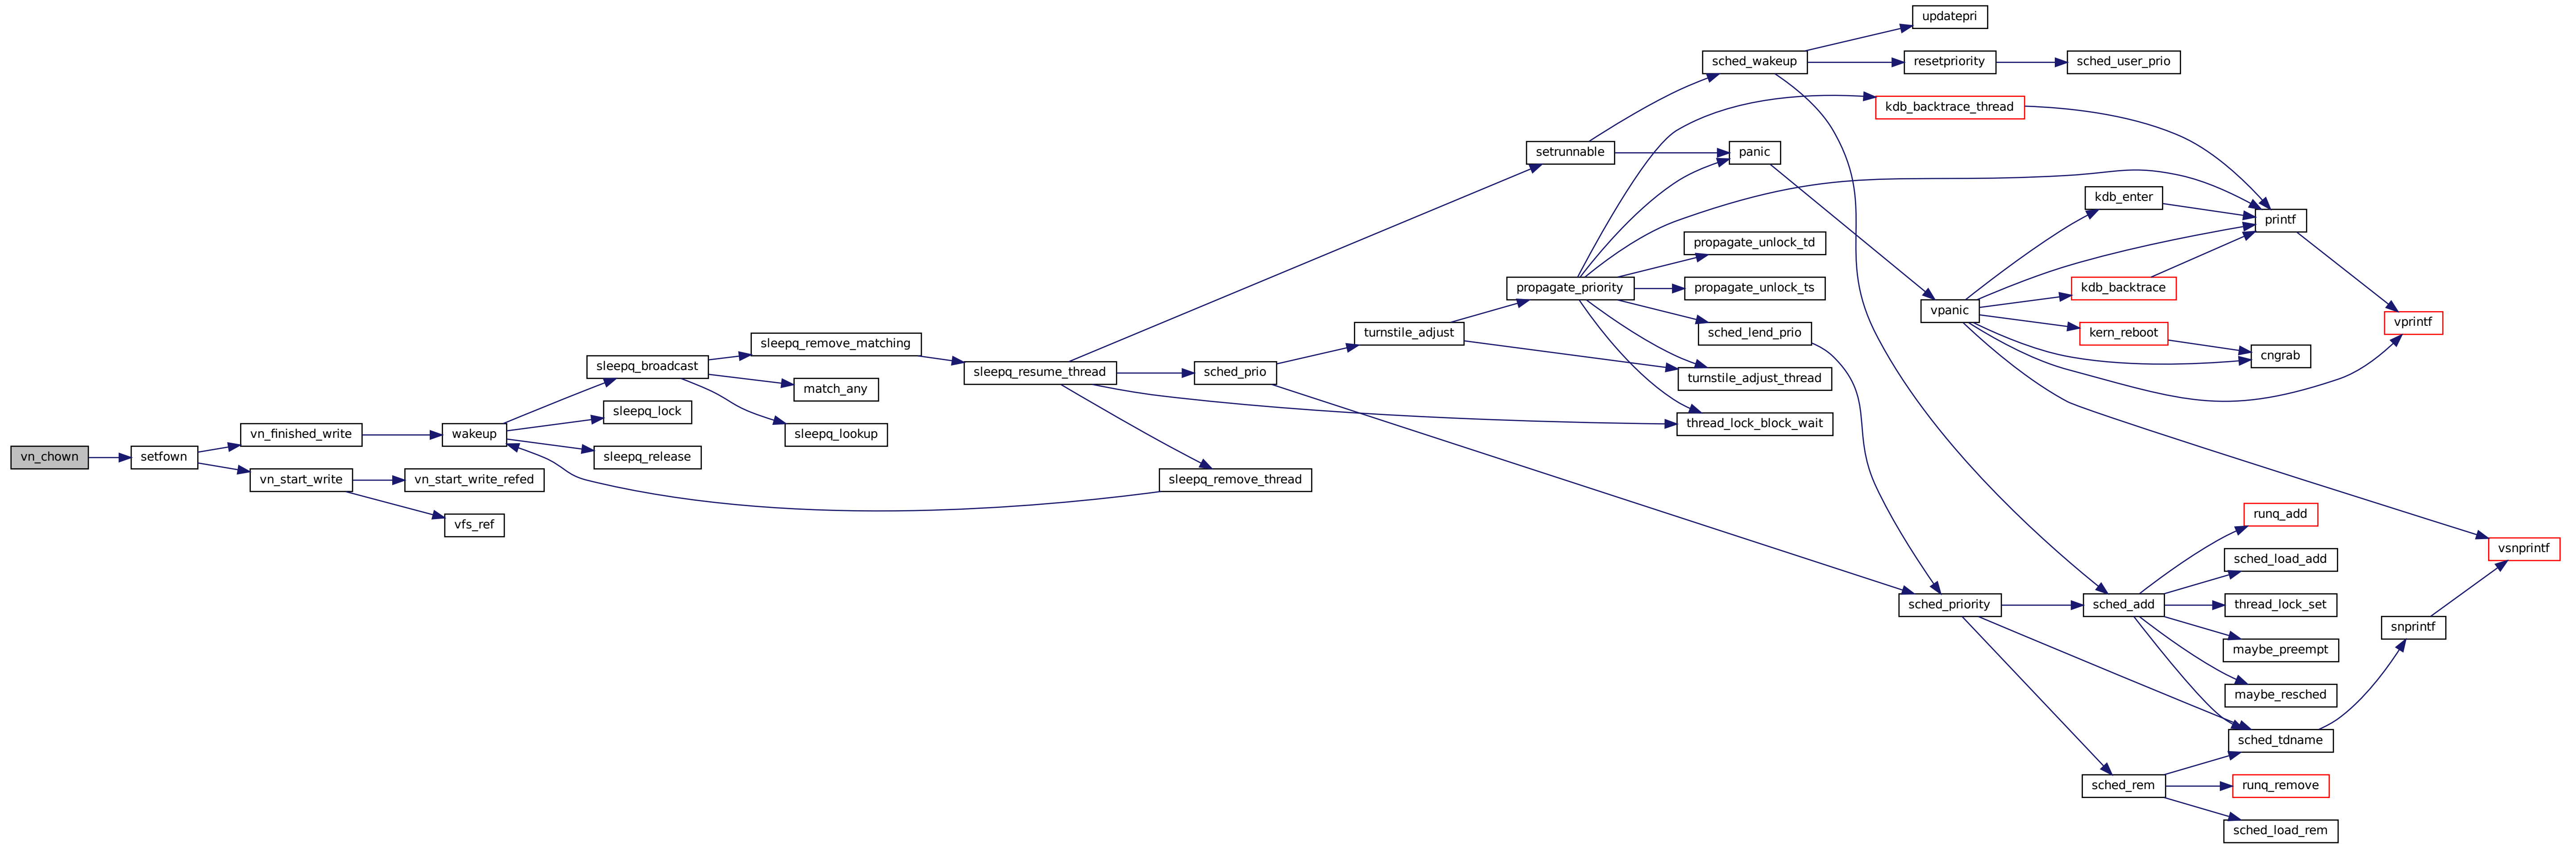 vn_chown
setfown
vn_finished_write
vn_start_write
wakeup
vn_start_write_refed
vfs_ref
sleepq_broadcast
sleepq_lock
sleepq_release
sleepq_remove_matching
match_any
sleepq_lookup
sleepq_resume_thread
sleepq_remove_thread
sched_prio
turnstile_adjust
setrunnable
propagate_priority
sched_wakeup
panic
propagate_unlock_td
propagate_unlock_ts
sched_lend_prio
turnstile_adjust_thread
thread_lock_block_wait
updatepri
resetpriority
kdb_backtrace_thread
vpanic
sched_priority
sched_user_prio
kdb_enter
kdb_backtrace
kern_reboot
sched_add
sched_rem
printf
cngrab
runq_add
sched_load_add
thread_lock_set
maybe_preempt
maybe_resched
sched_tdname
runq_remove
sched_load_rem
vprintf
snprintf
vsnprintf